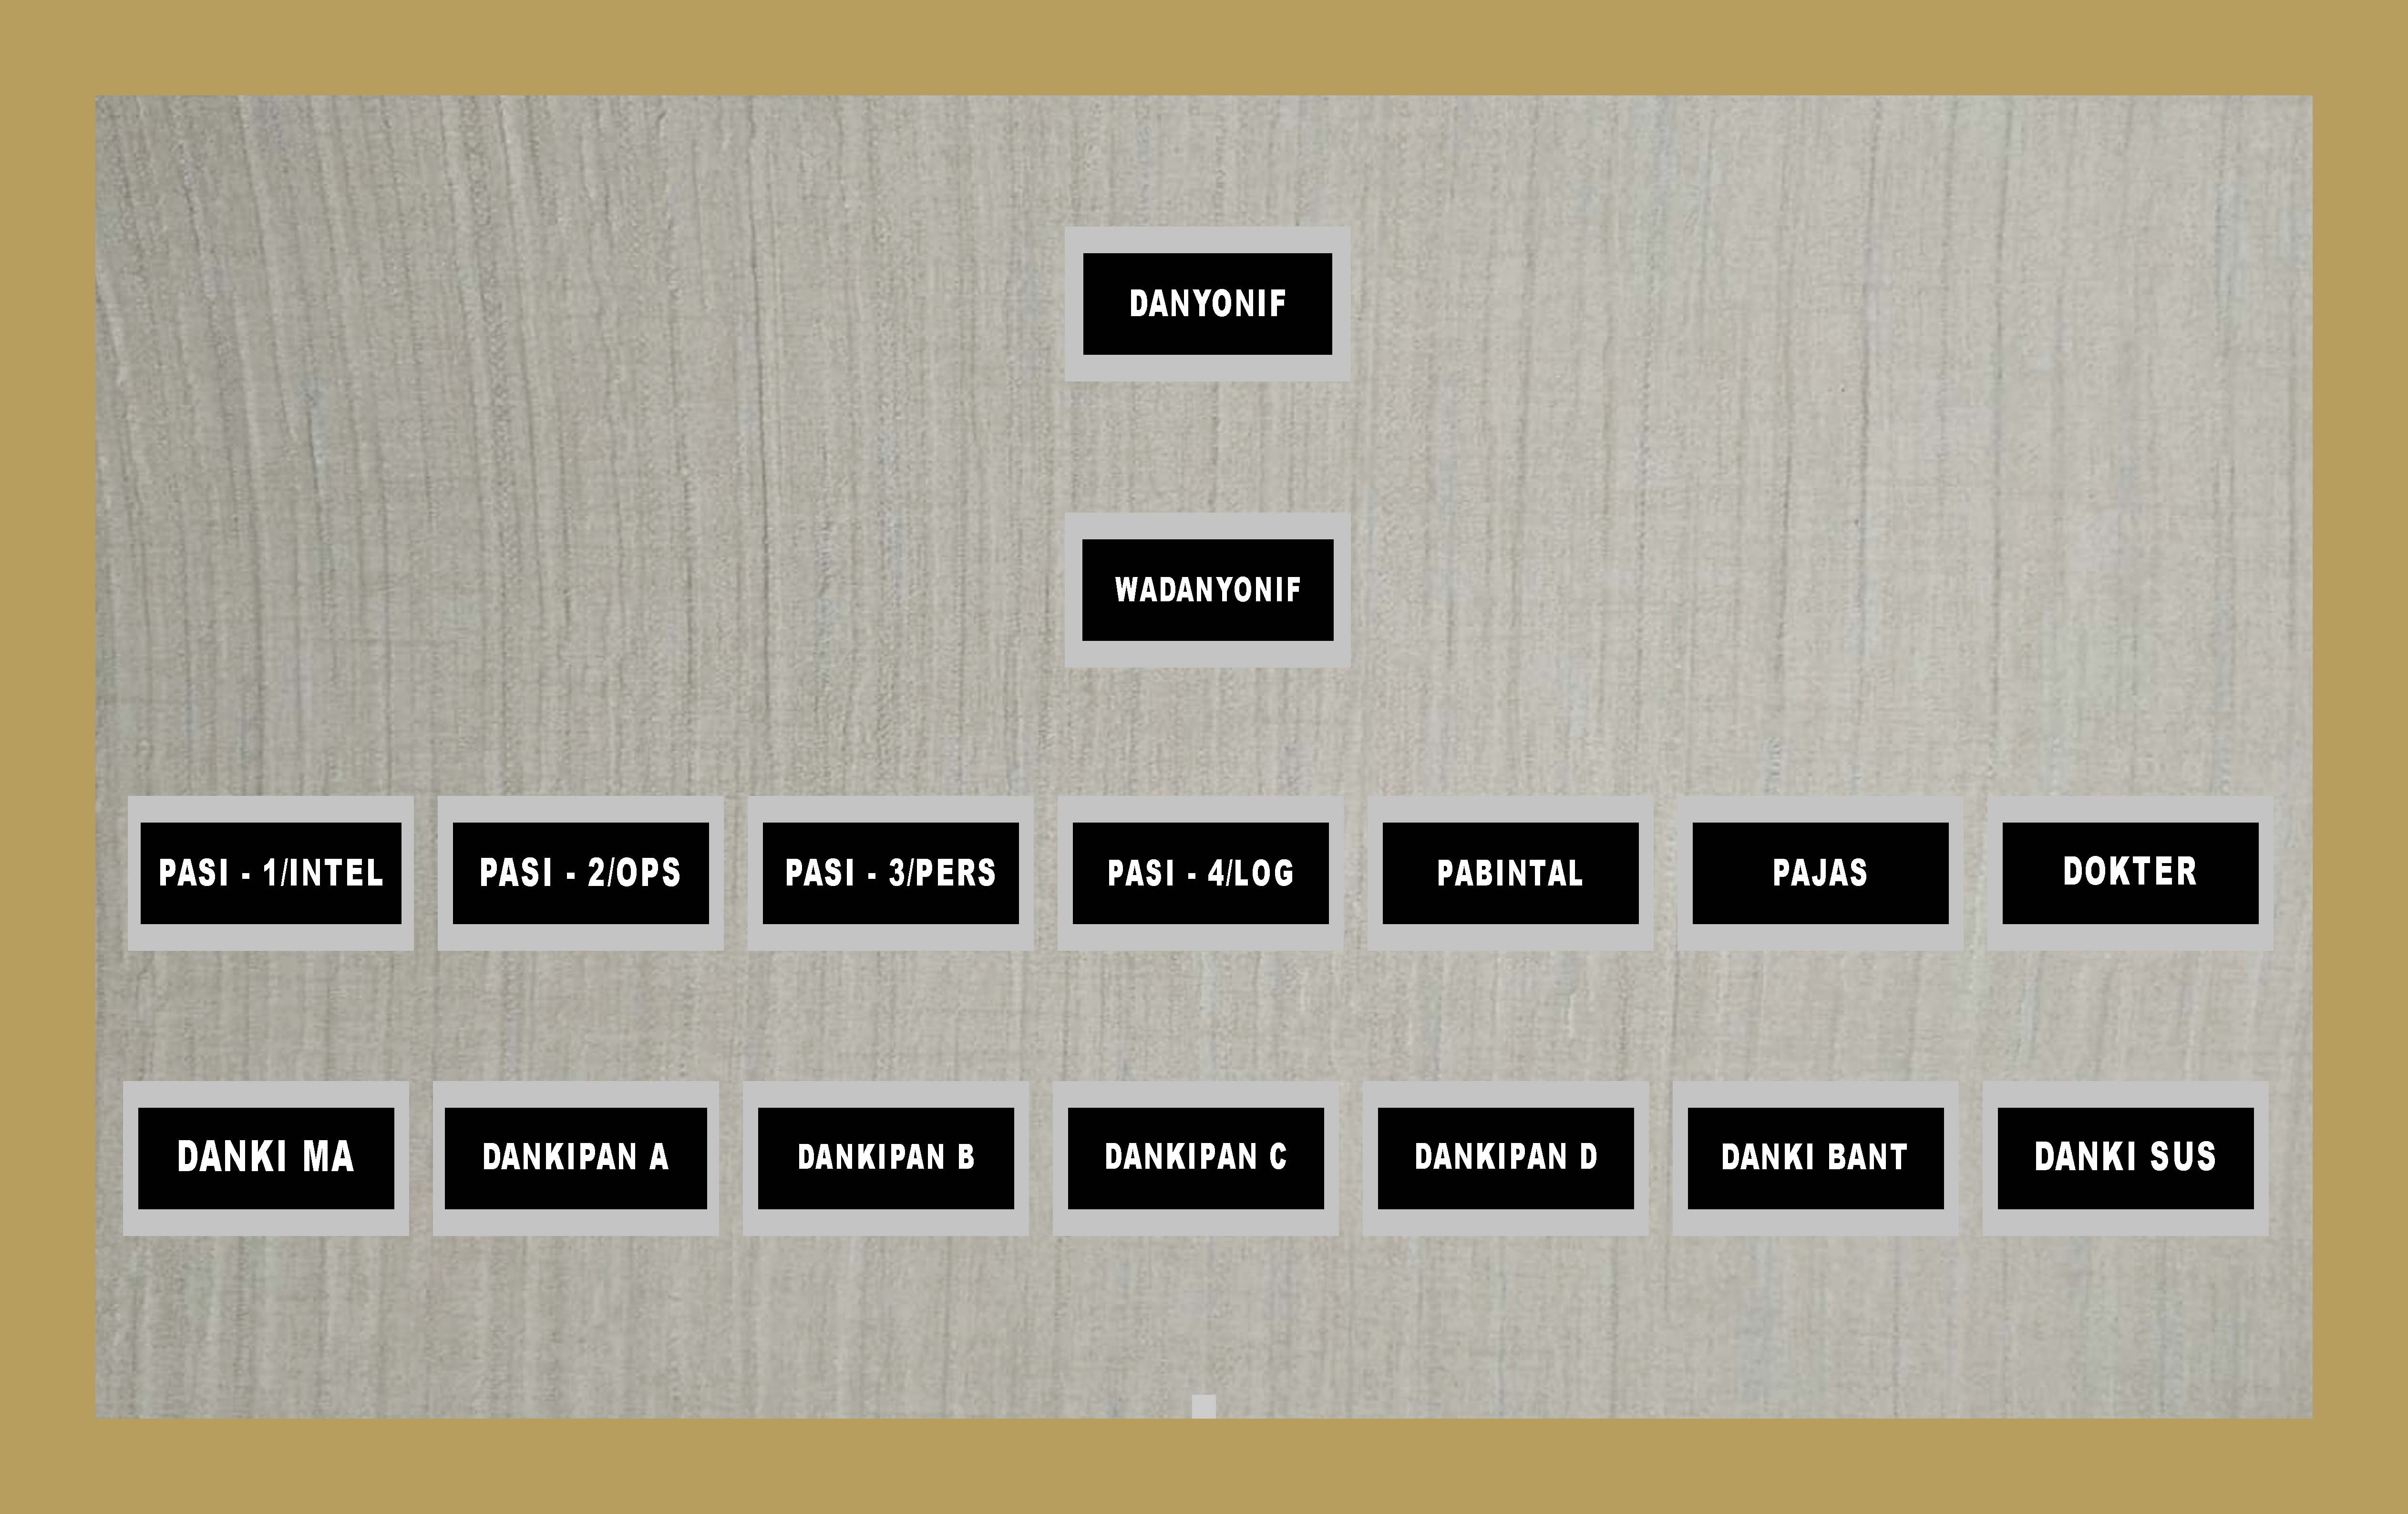 DANYONIF
WADANYONIF
PASI - 1/INTEL
PASI - 2/OPS
PASI - 3/PERS
PASI - 4/LOG
PABINTAL
PAJAS
DOKTER
DANKI MA
DANKIPAN A
DANKIPAN B
DANKIPAN C
DANKIPAN D
DANKI BANT
DANKI SUS